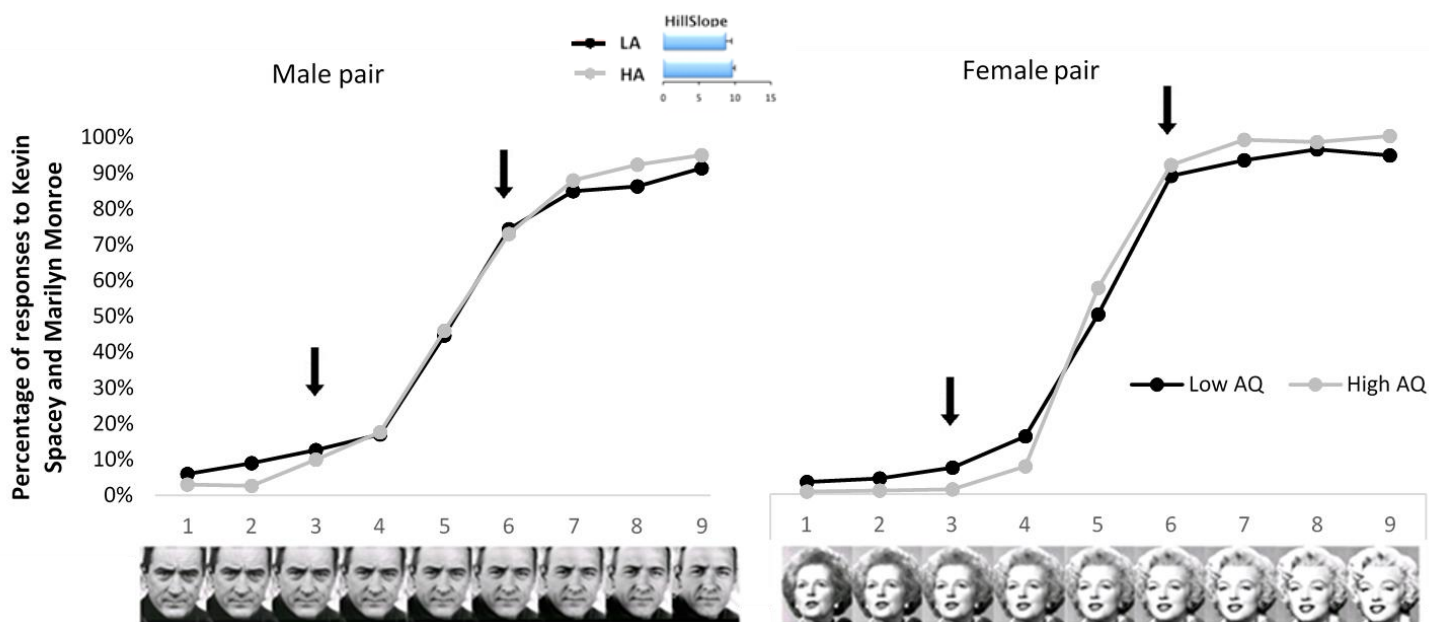 HillSlope
LA
HA
0 5 10 15
Male pair
Female pair
Percentage of responses to Kevin
Spacey and Marilyn Monroe
100%
90%
80%
70%
60%
50%
40%
30%
20%
10%
0%
Low AQ High AQ
1 2 3 4 5 6 7 8 9
1 2 3 4 5 6 7 8 9